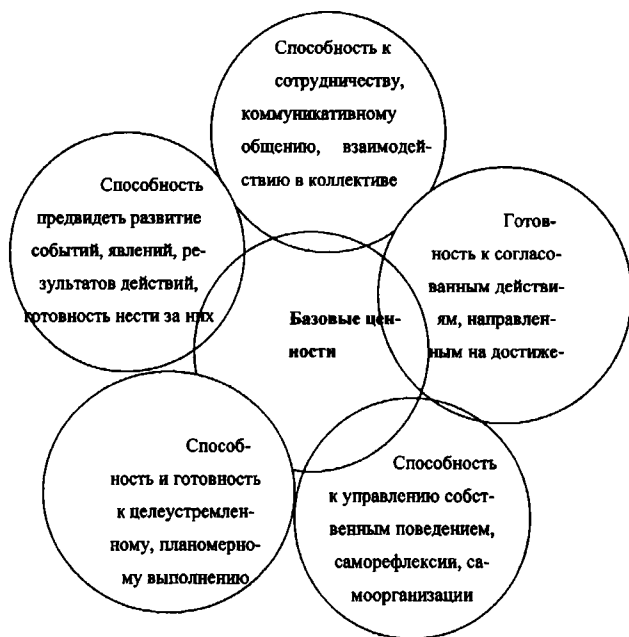 Способность к
сотрудничеству,
коммуникативному
общению, взаимодей-
ствию в коллективе
Способность
предвидеть развитие
событий, явлений, ре-
зультатов действий,
готовность нести за них
Готов-
ность к согласо-
ванным действи-
ям, направлен-
ным на достиже-
Базовые цен-
ности
Способ-
ность и готовность
к целеустремлен-
ному, планомерно-
му выполнению
Способность
к управлению собст-
венным поведением,
саморефлексии, са-
моорганизации